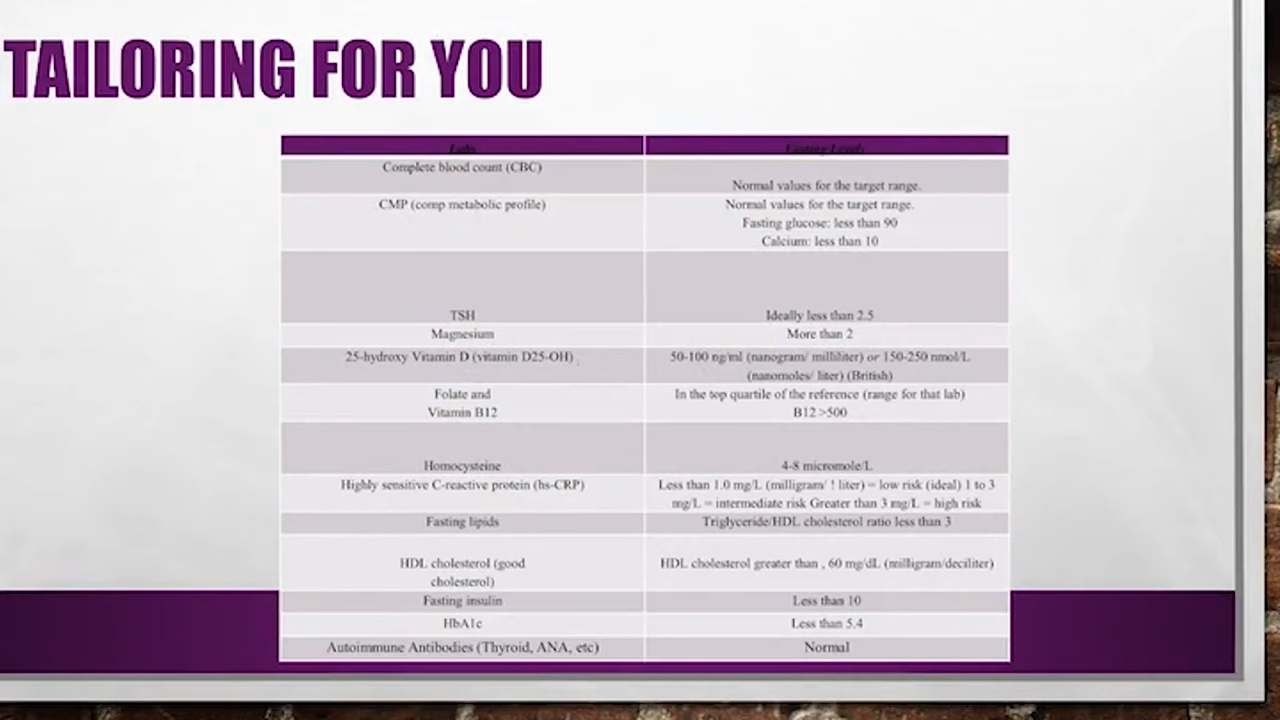 TAILORING FOR YOU
Labs Fasting Levels
Complete blood count (CBC)
Normal values for the target range.
CMP (comp metabolic profile) Normal values for the target range.
Fasting glucose: less than 90
Calcium: less than 10
TSH Ideally less than 2.5
Magnesium More than 2
25-hydroxy Vitamin D (vitamin D25-OH) . 50-100 ng/ml (nanogram/ milliliter) or 150-250 nmol/L
(nanomoles/ liter) (British)
Folate and In the top quartile of the reference (range for that lab)
Vitamin B12 B12 >500
Homocysteine 4-8 micromole/L
Highly sensitive C-reactive protein (hs-CRP) Less than 1.0 mg/L (milligram/ ! liter) = low risk (ideal) 1 to 3
mg/L = intermediate risk Greater than 3 mg/L = high risk
Fasting lipids Triglyceride/HDL cholesterol ratio less than 3
HDL cholesterol (good HDL cholesterol greater than , 60 mg/dL (milligram/deciliter)
cholesterol)
Fasting insulin Less than 10
HbA1c Less than 5.4
Autoimmune Antibodies (Thyroid, ANA, etc) Normal